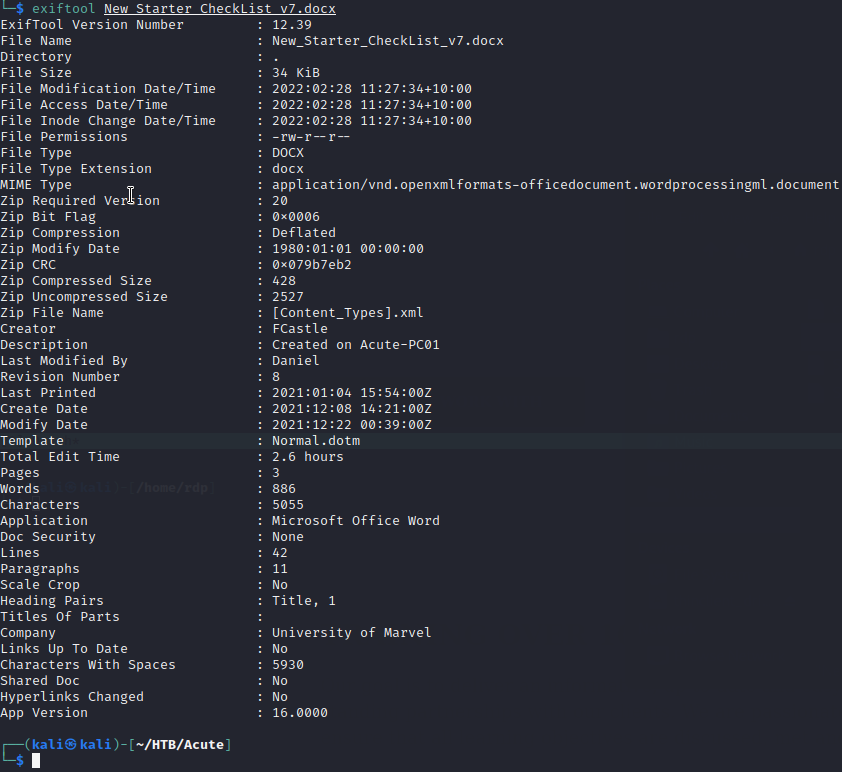 └─$ exiftool New_Starter_CheckList_v7.docx
ExifTool Version Number : 12.39
File Name : New_Starter_CheckList_v7.docx
Directory : .
File Size : 34 KiB
File Modification Date/Time : 2022:02:28 11:27:34+10:00
File Access Date/Time : 2022:02:28 11:27:34+10:00
File Inode Change Date/Time : 2022:02:28 11:27:34+10:00
File Permissions : -rw-r--r--
File Type : DOCX
File Type Extension : docx
MIME Type : application/vnd.openxmlformats-officedocument.wordprocessingml.document
Zip Required Version : 20
Zip Bit Flag : 0×0006
Zip Compression : Deflated
Zip Modify Date : 1980:01:01 00:00:00
Zip CRC : 0×079b7eb2
Zip Compressed Size : 428
Zip Uncompressed Size : 2527
Zip File Name : [Content_Types].xml
Creator : FCastle
Description : Created on Acute-PC01
Last Modified By : Daniel
Revision Number : 8
Last Printed : 2021:01:04 15:54:00Z
Create Date : 2021:12:08 14:21:00Z
Modify Date : 2021:12:22 00:39:00Z
Template : Normal.dotm
Total Edit Time : 2.6 hours
Pages : 3
Words : 886
Characters : 5055
Application : Microsoft Office Word
Doc Security : None
Lines : 42
Paragraphs : 11
Scale Crop : No
Heading Pairs : Title, 1
Titles Of Parts :
Company : University of Marvel
Links Up To Date : No
Characters With Spaces : 5930
Shared Doc : No
Hyperlinks Changed : No
App Version : 16.0000
┌──(kali㉿kali)-[~/HTB/Acute]
└─$